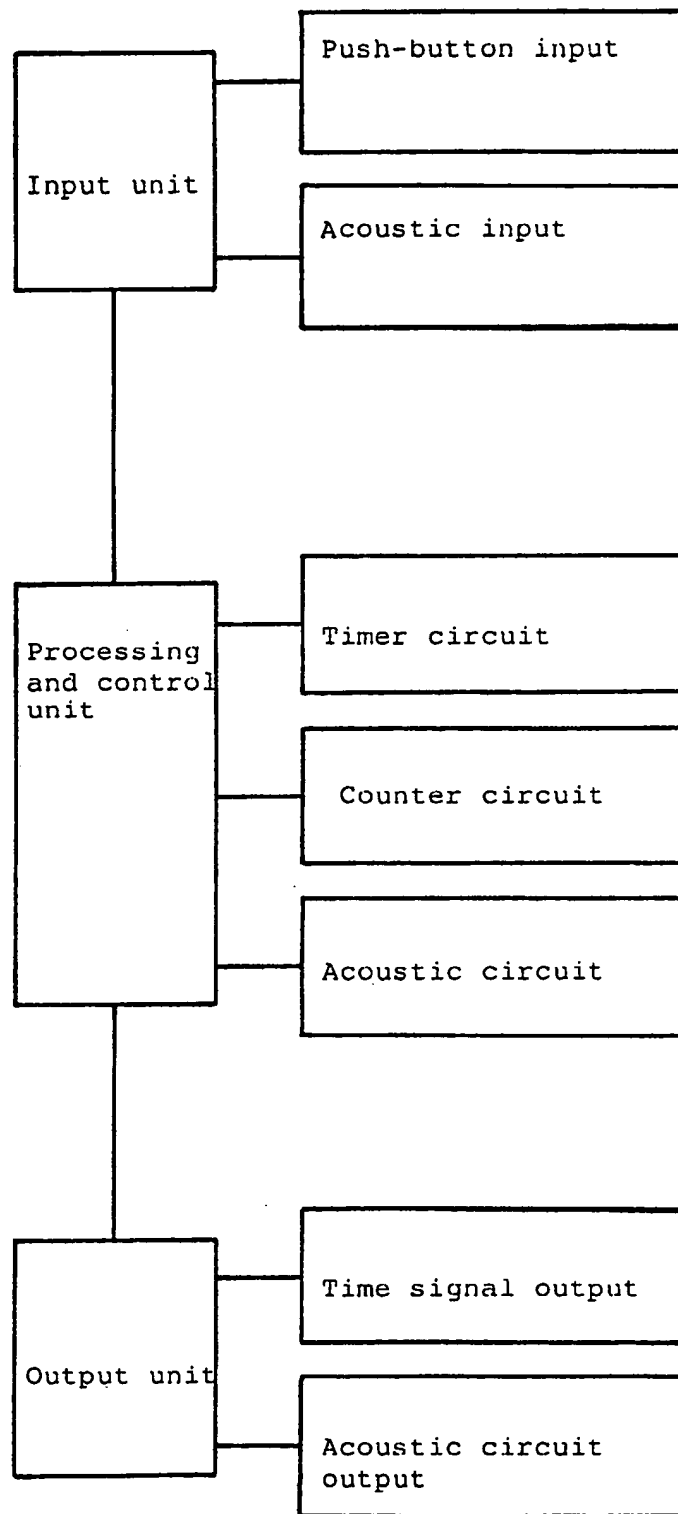 Push-button input
Input unit
Acoustic input
Processing
and control
unit
Timer circuit
Counter circuit
Acoustic circuit
Output unit
Time signal output
Acoustic circuit
output